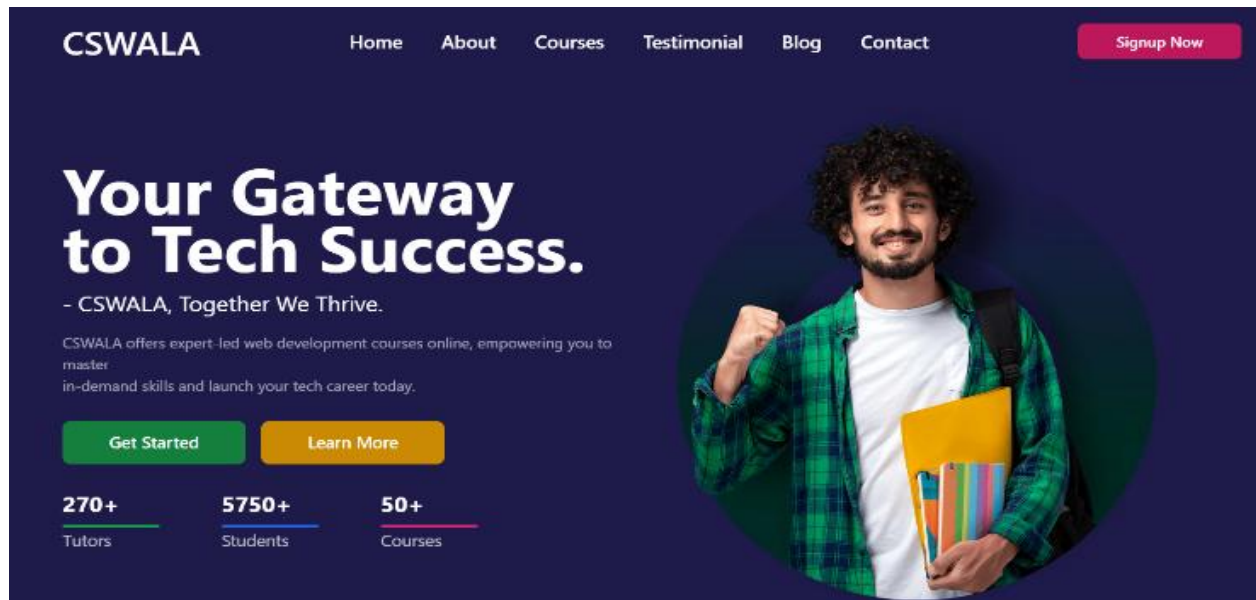 CSWALA
Home About Courses Testimonial Blog Contact
Signup Now
Your Gateway
to Tech Success.
- CSWALA, Together We Thrive.
CSWALA offers expert-led web development courses online, empowering you to
master
in-demand skills and launch your tech career today.
Get Started Learn More
270+ 5750+ 50+
Tutors Students Courses